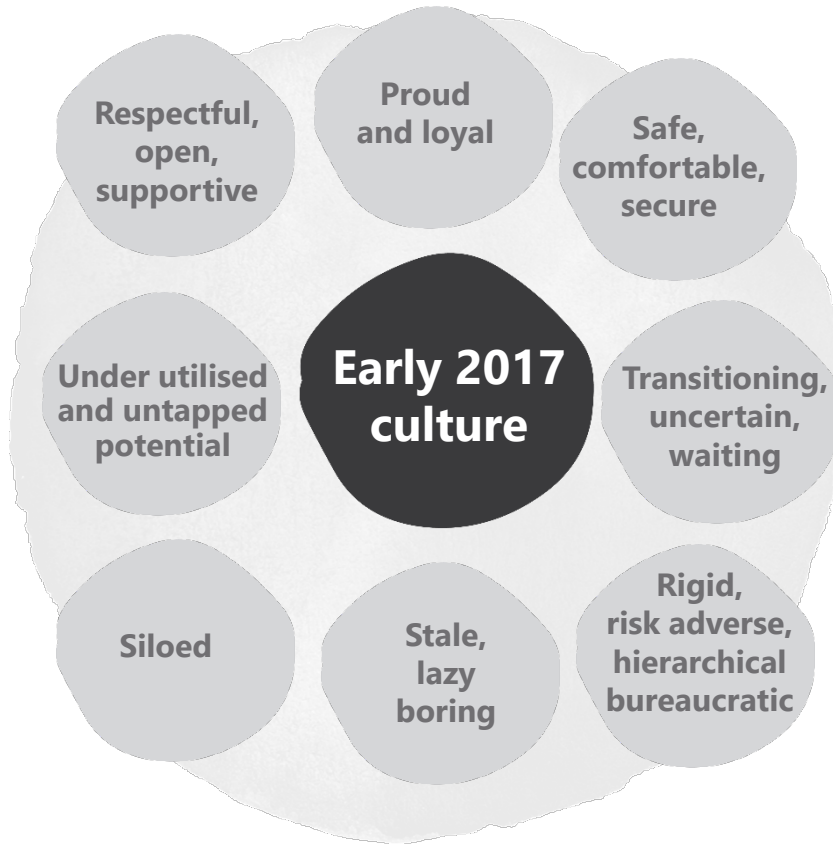 Respectful,
open,
supportive
Proud
and loyal
Safe,
comfortable,
secure
Under utilised
and untapped
potential
Early 2017
culture
Transitioning,
uncertain,
waiting
Siloed
Stale,
lazy
boring
Rigid,
risk adverse,
hierarchical
bureaucratic